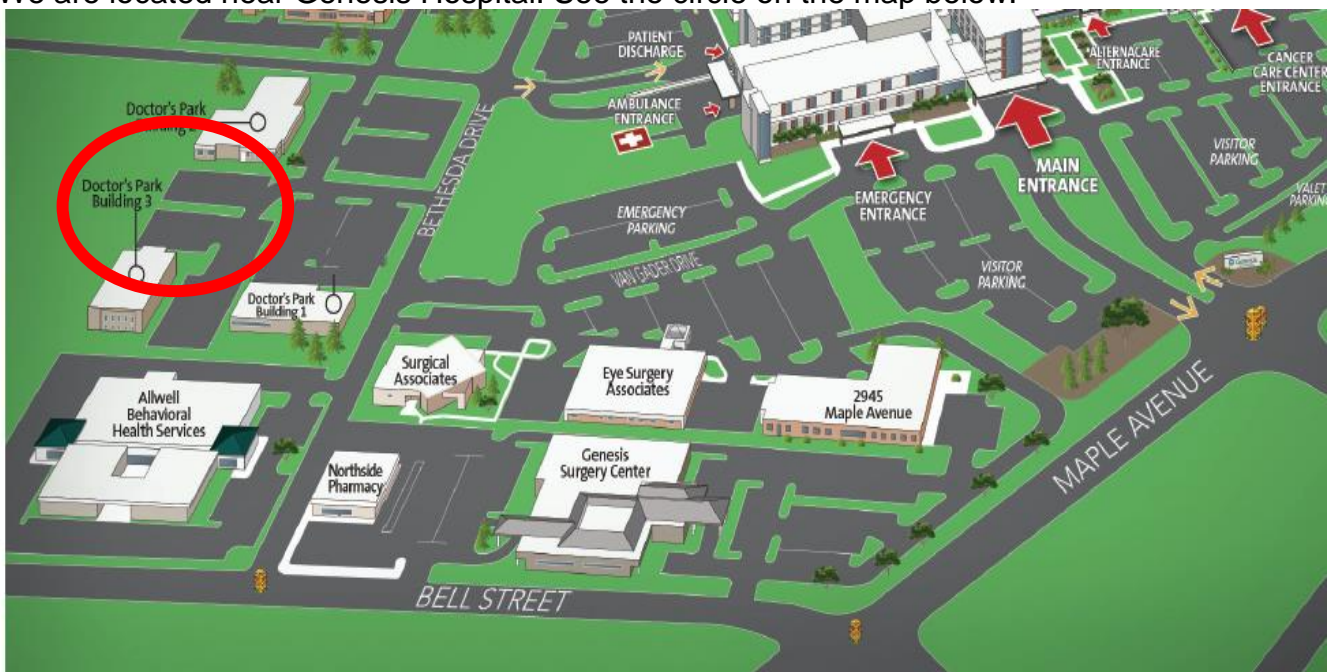 We are located near Genesis Hospital. See the circle on the map below.
PATIENT
DISCHARGE
ALTERNACARE
ENTRANCE
CANCER
CARE CENTER
ENTRANCE
Doctor's Park
Building 2
AMBULANCE
ENTRANCE
BETHESDA DRIVE
VISITOR
PARKING
MAIN
ENTRANCE
Doctor's Park
Building 3
EMERGENCY
ENTRANCE
VALET
PARKING
EMERGENCY
PARKING
VAN GADER DRIVE
VISITOR
PARKING
Genesis
Doctor's Park
Building 1
Surgical
Associates
Eye Surgery
Associates
2945
Maple Avenue
MAPLE AVENUE
Allwell
Behavioral
Health Services
Northside
Pharmacy
Genesis
Surgery Center
BELL STREET